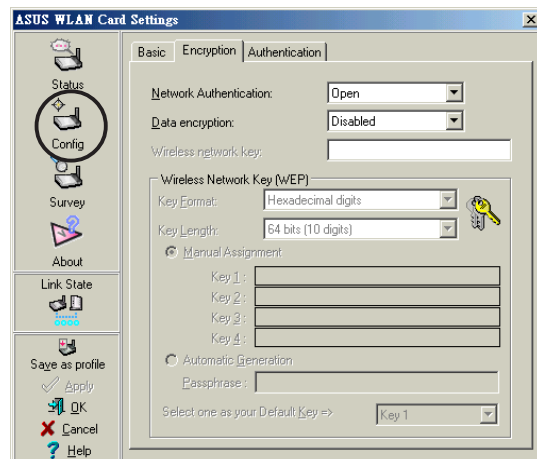 ASUS WLAN Card Settings
Status
Config
Survey
About
Link State
Save as profile
Apply
OK
Cancel
Help
Basic
Encryption
Authentication
Network Authentication:
Open
Data encryption:
Disabled
Wireless network key:
Wireless Network Key (WEP)
Key Format:
Hexadecimal digits
Key Length:
64 bits (10 digits)
Manual Assignment
Key 1 :
Key 2 :
Key 3 :
Key 4 :
Automatic Generation
Passphrase :
Select one as your Default Key =>
Key 1